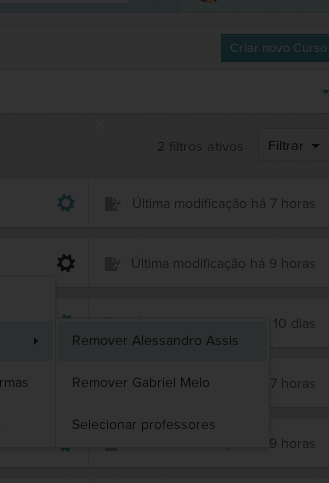 Criar novo Curso
2 filtros ativos
Filtrar
Última modificação há 7 horas
Última modificação há 9 horas
10 dias
Remover Alessandro Assis
rmas
Remover Gabriel Melo
7 horas
Selecionar professores
9 horas